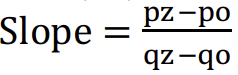 Slope = pz−po / qz−qo